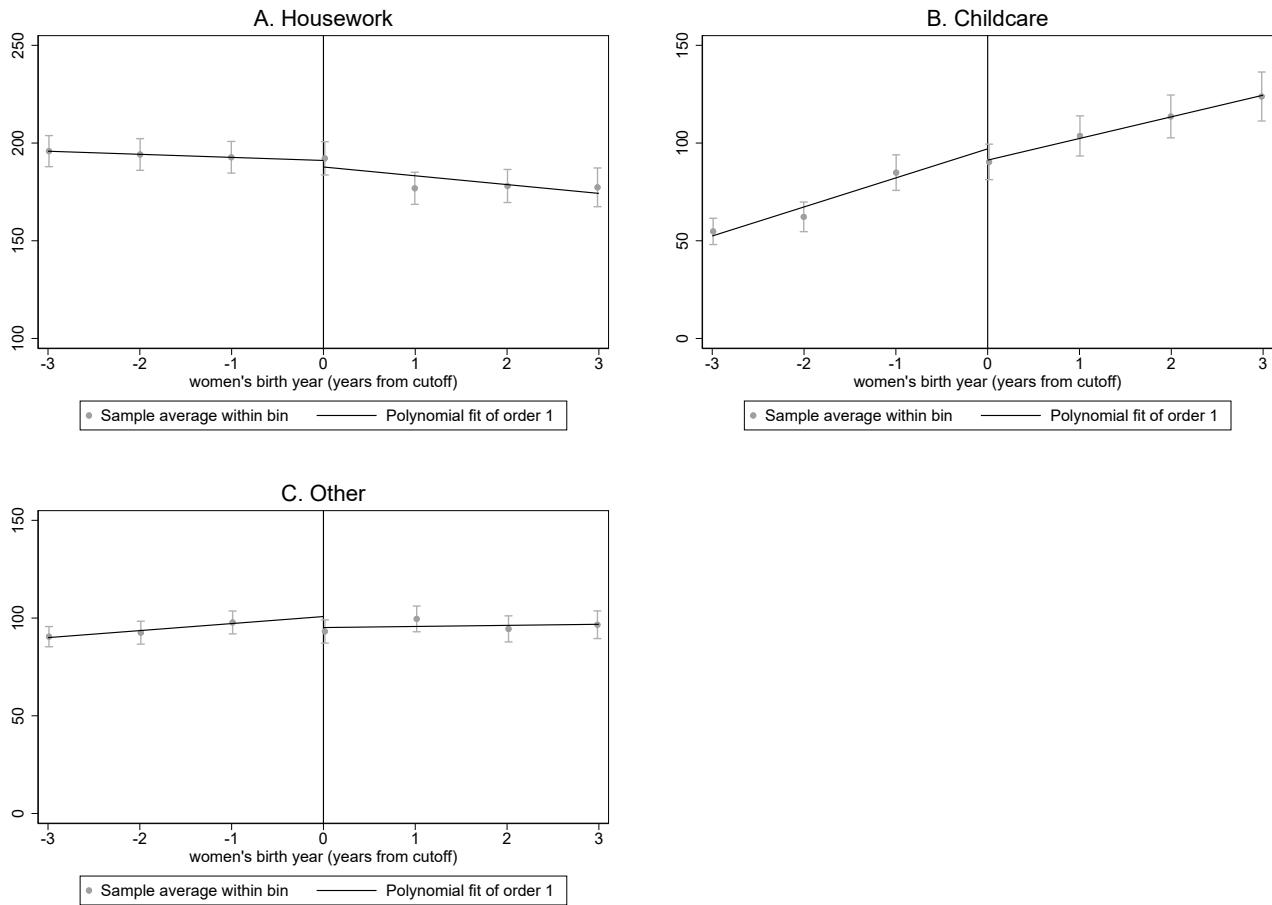 A. Housework
250
200
150
100
-3 -2 -1 0 1 2 3
women's birth year (years from cutoff)
Sample average within bin Polynomial fit of order 1
B. Childcare
150
100
50
0
-3 -2 -1 0 1 2 3
women's birth year (years from cutoff)
Sample average within bin Polynomial fit of order 1
C. Other
150
100
50
0
-3 -2 -1 0 1 2 3
women's birth year (years from cutoff)
Sample average within bin Polynomial fit of order 1